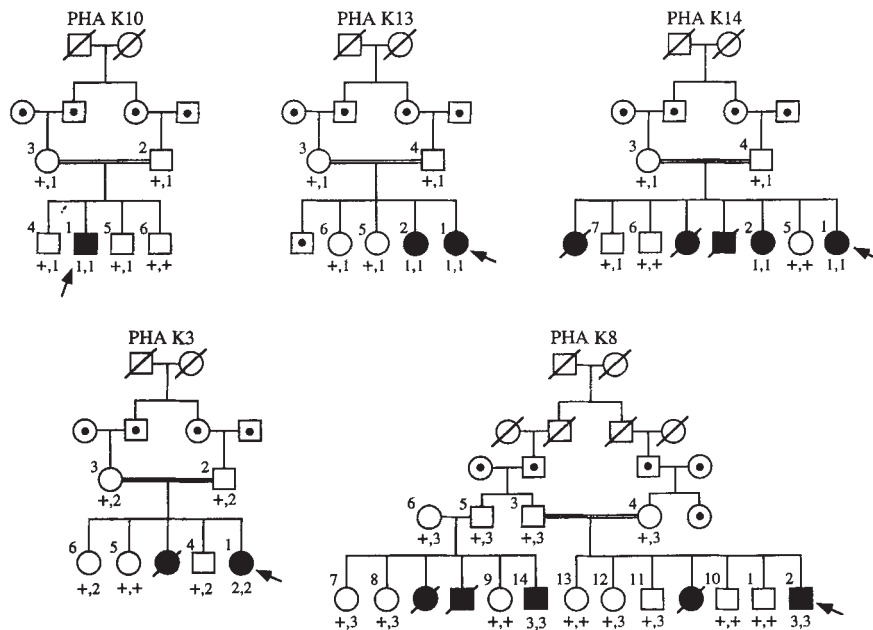 PHA K10 PHA K13 PHA K14
3 2 3 4 3 4
+,1 +,1 +,1 +,1 +,1 +,1
4 1 5 6 6 5 2 1 7 6 2 5 1
+,1 1,1 +,1 +,+ +,1 +,1 1,1 1,1 +,1 +,+ 1,1 +,+ 1,1
PHA K3 PHA K8
3 2 6 5 3 4
+,2 +,2 +,3 +,3 +,3 +,3
6 5 4 1 7 8 9 14 13 12 11 10 1 2
+,2 +,+ +,2 2,2 +,3 +,3 +,+ 3,3 +,+ +,3 +,3 +,+ +,+ 3,3